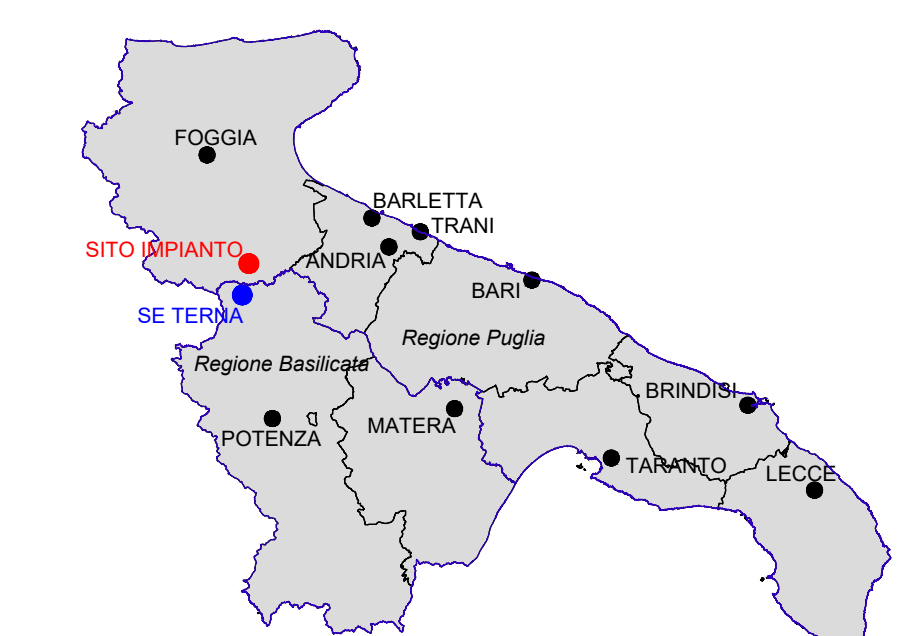 FOGGIA
BARLETTA
TRANI
SITO IMPIANTO
ANDRIA
BARI
SE TERNA
Regione Puglia
Regione Basilicata
BRINDISI
MATERA
POTENZA
TARANTO
LECCE